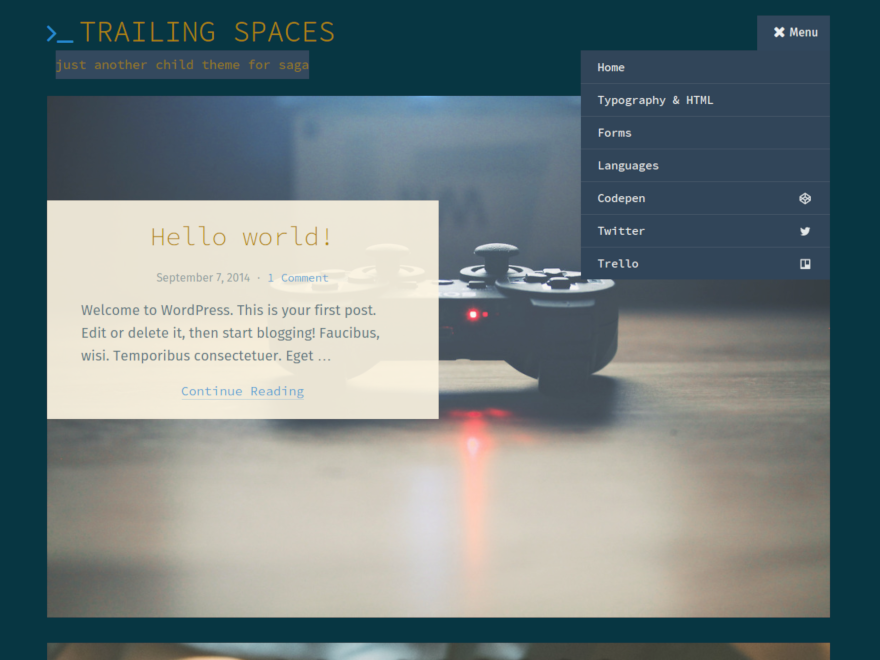 >_TRAILING SPACES
just another child theme for saga
Menu
Home
Typography & HTML
Forms
Languages
Codepen
Twitter
Trello
Hello world!
September 7, 2014 · 1 Comment
Welcome to WordPress. This is your first post.
Edit or delete it, then start blogging! Faucibus,
wisi. Temporibus consectetuer. Eget …
Continue Reading